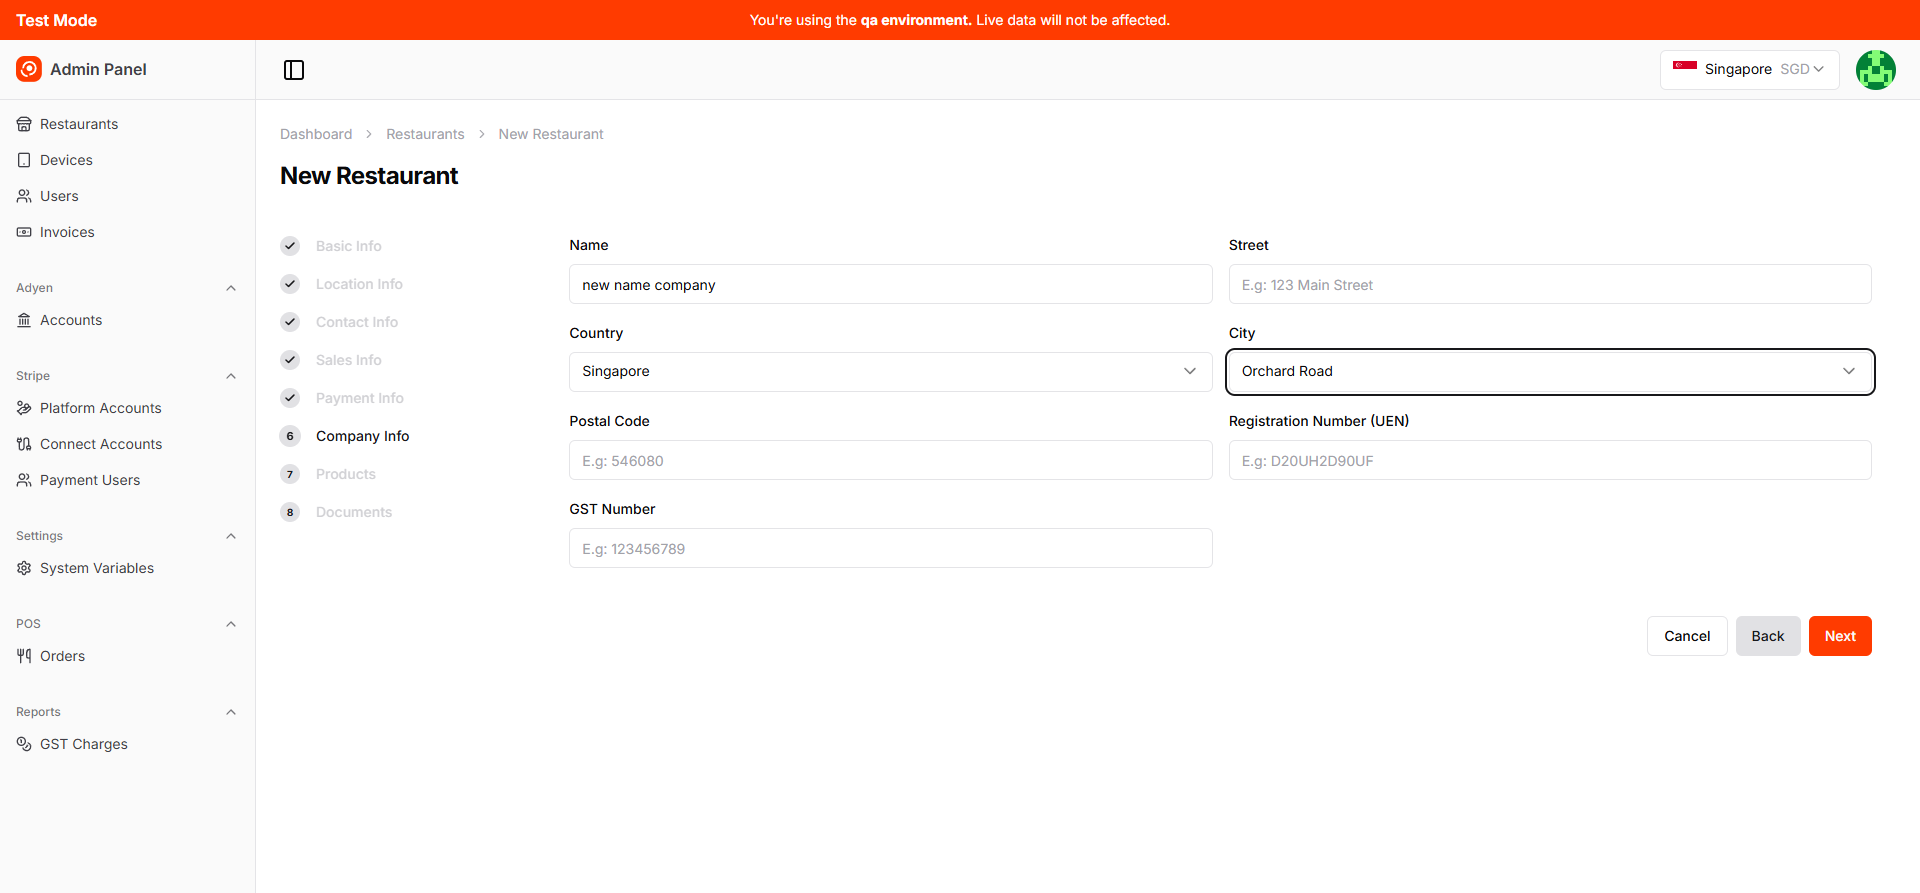 Test Mode
You're using the qa environment. Live data will not be affected.
Admin Panel
Singapore SGD
Restaurants
Devices
Users
Invoices
Adyen
Accounts
Stripe
Platform Accounts
Connect Accounts
Payment Users
Settings
System Variables
POS
Orders
Reports
GST Charges
Dashboard > Restaurants > New Restaurant
New Restaurant
Basic Info
Location Info
Contact Info
Sales Info
Payment Info
6 Company Info
7 Products
8 Documents
Name
new name company
Street
E.g: 123 Main Street
Country
Singapore
City
Orchard Road
Postal Code
E.g: 546080
Registration Number (UEN)
E.g: D20UH2D90UF
GST Number
E.g: 123456789
Cancel
Back
Next